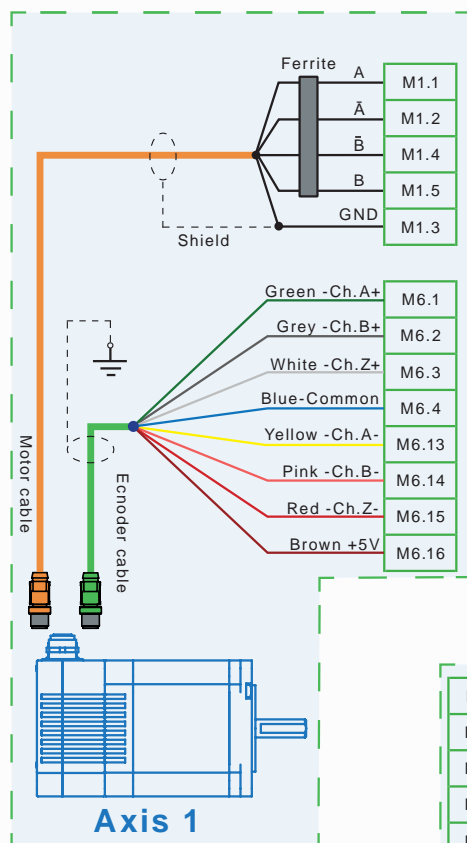 Ferrite
A M1.1
Ā M1.2
B̄ M1.4
B M1.5
GND M1.3
Shield
Green -Ch.A+ M6.1
Grey -Ch.B+ M6.2
White -Ch.Z+ M6.3
Blue-Common M6.4
Yellow -Ch.A- M6.13
Pink -Ch.B- M6.14
Red -Ch.Z- M6.15
Brown +5V M6.16
Motor cable
Ecnoder cable
Axis 1